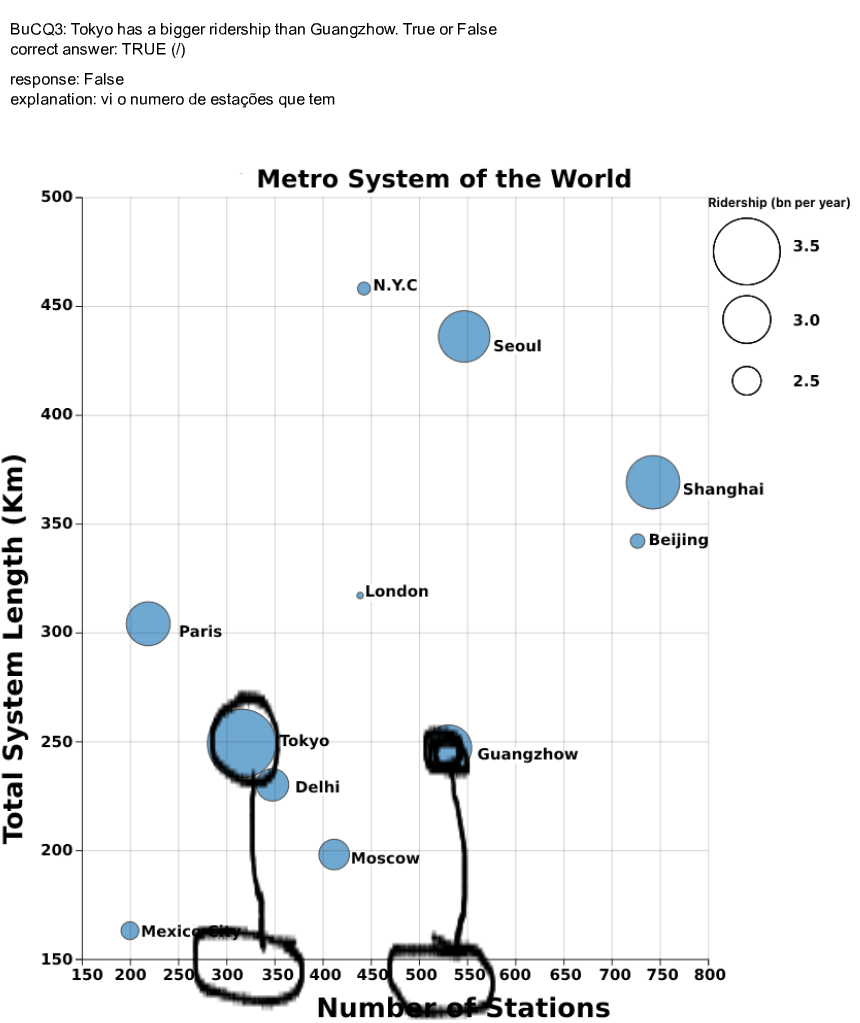 BuCQ3: Tokyo has a bigger ridership than Guangzhow. True or False
correct answer: TRUE (/)
response: False
explanation: vi o numero de estações que tem
Metro System of the World
Ridership (bn per year)
3.5
3.0
2.5
Total System Length (Km)
500
450
400
350
300
250
200
150
N.Y.C
Seoul
Shanghai
Beijing
London
Paris
Tokyo
Guangzhow
Delhi
Moscow
Mexico City
150 200 250 300 350 400 450 500 550 600 650 700 750 800
Number of Stations